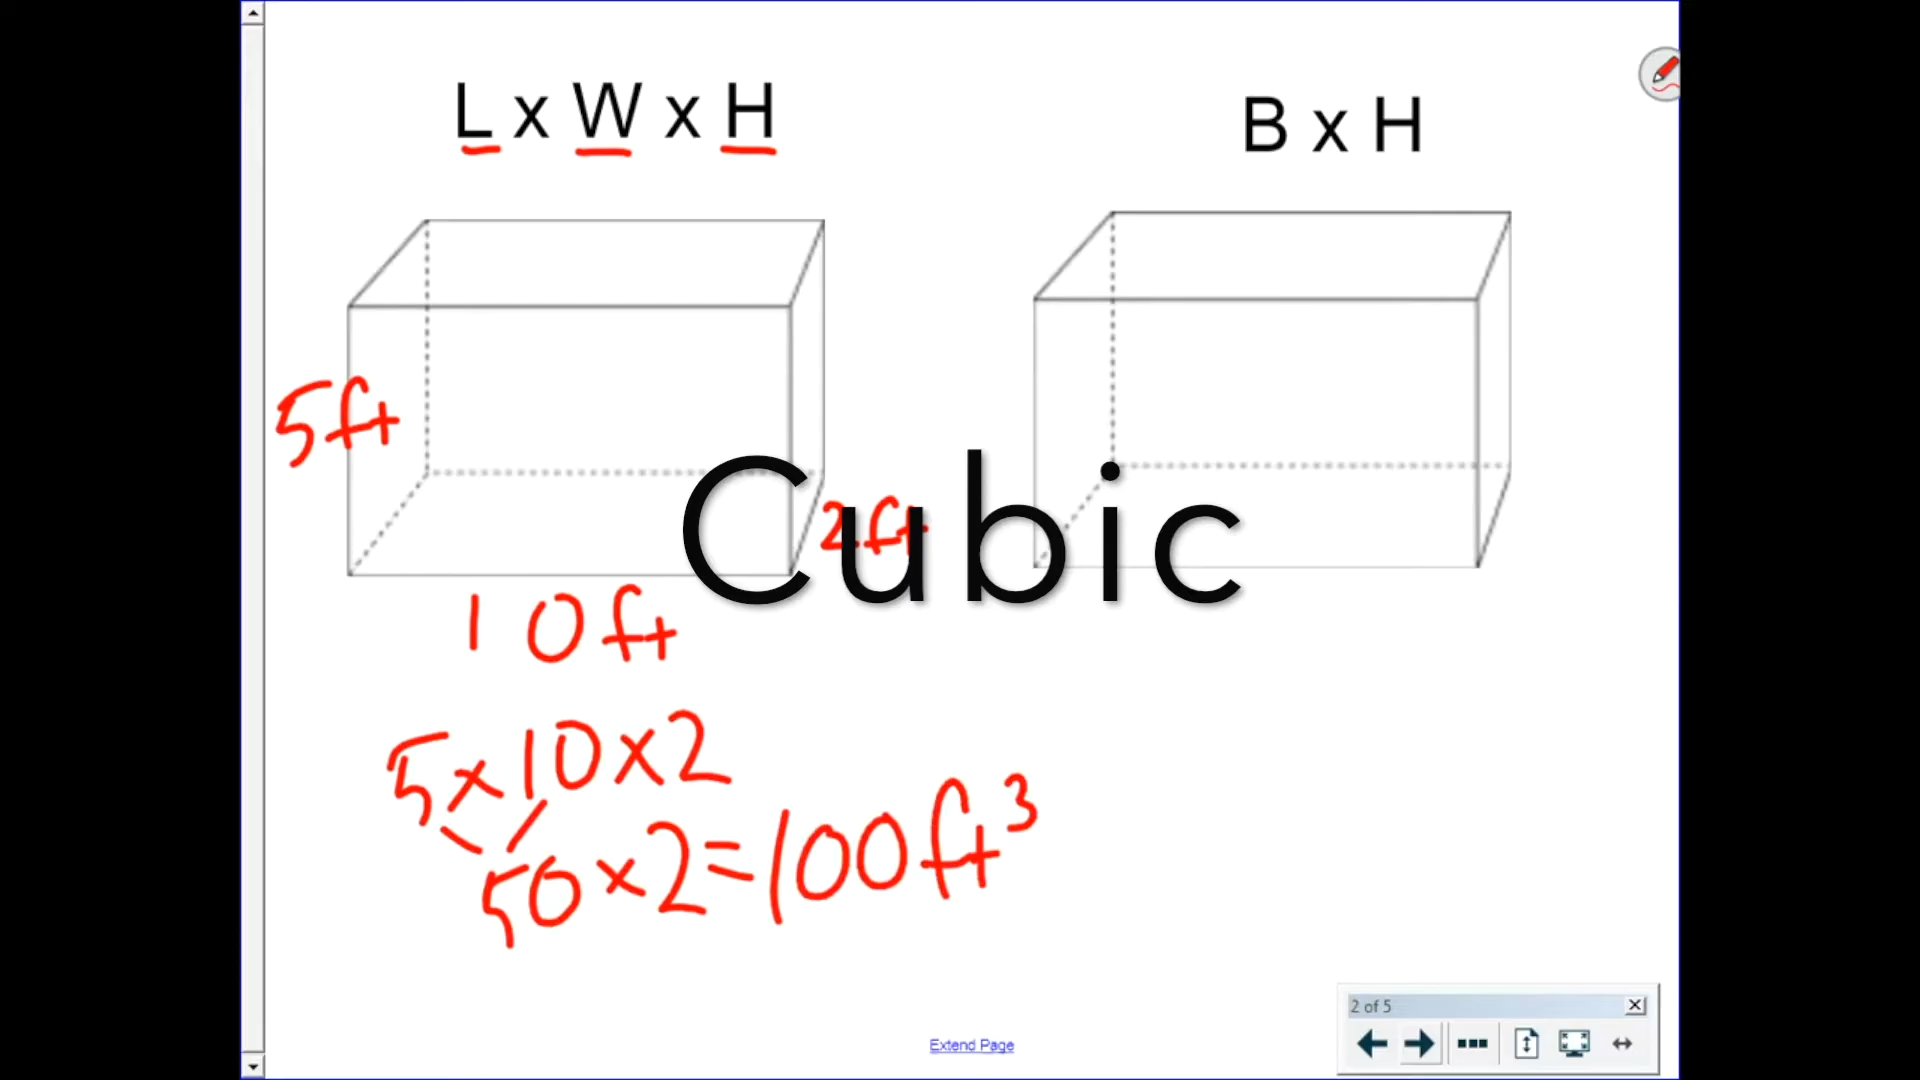 L x W x H
B x H
5ft
2ft
Cubic
10ft
5x10x2
50x2=100ft³
2 of 5
Extend Page